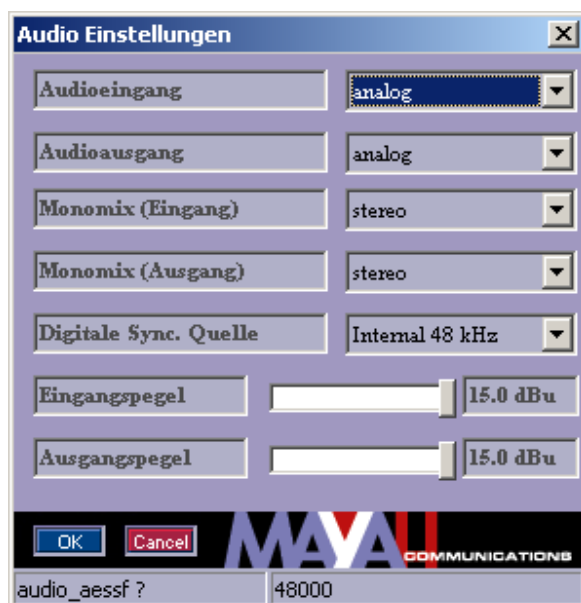 Audio Einstellungen
Audioeingang analog
Audioausgang analog
Monomix (Eingang) stereo
Monomix (Ausgang) stereo
Digitale Sync. Quelle Internal 48 kHz
Eingangspegel 15.0 dBu
Ausgangspegel 15.0 dBu
OK Cancel MAYAH COMMUNICATIONS
audio_aessf ? 48000